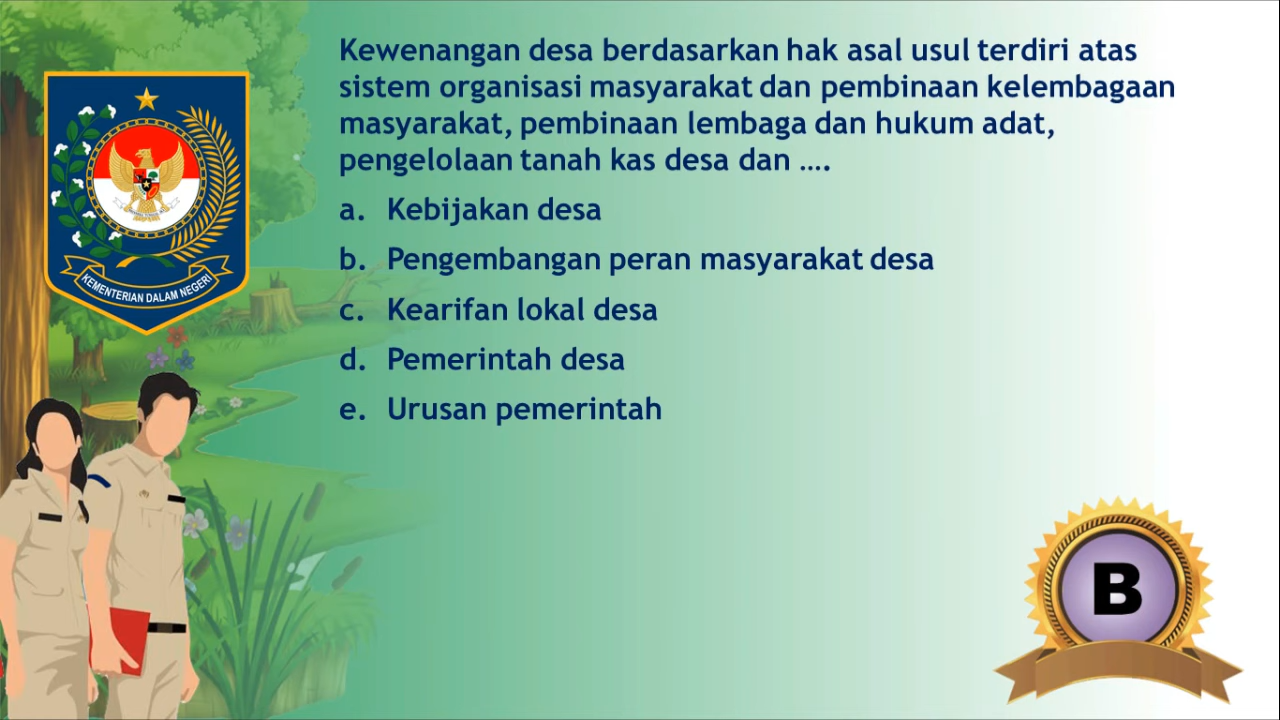 Kewenangan desa berdasarkan hak asal usul terdiri atas
sistem organisasi masyarakat dan pembinaan kelembagaan
masyarakat, pembinaan lembaga dan hukum adat,
pengelolaan tanah kas desa dan ....
a. Kebijakan desa
b. Pengembangan peran masyarakat desa
c. Kearifan lokal desa
d. Pemerintah desa
e. Urusan pemerintah
KEMENTERIAN DALAM NEGERI
B